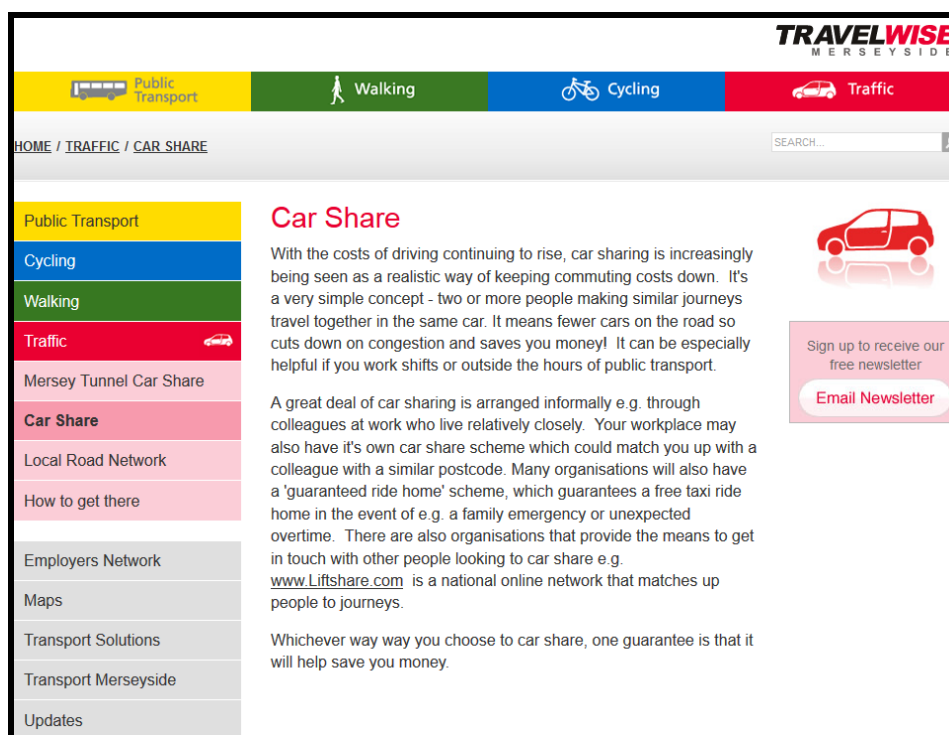 TRAVELWISE
MERSEYSIDE
Public
Transport
Walking
Cycling
Traffic
HOME / TRAFFIC / CAR SHARE
SEARCH...
Public Transport
Cycling
Walking
Traffic
Mersey Tunnel Car Share
Car Share
Local Road Network
How to get there
Employers Network
Maps
Transport Solutions
Transport Merseyside
Updates
Car Share
With the costs of driving continuing to rise, car sharing is increasingly
being seen as a realistic way of keeping commuting costs down.  It's
a very simple concept - two or more people making similar journeys
travel together in the same car. It means fewer cars on the road so
cuts down on congestion and saves you money!  It can be especially
helpful if you work shifts or outside the hours of public transport.
A great deal of car sharing is arranged informally e.g. through
colleagues at work who live relatively closely.  Your workplace may
also have it's own car share scheme which could match you up with a
colleague with a similar postcode. Many organisations will also have
a 'guaranteed ride home' scheme, which guarantees a free taxi ride
home in the event of e.g. a family emergency or unexpected
overtime.  There are also organisations that provide the means to get
in touch with other people looking to car share e.g.
www.Liftshare.com  is a national online network that matches up
people to journeys.
Whichever way way you choose to car share, one guarantee is that it
will help save you money.
Sign up to receive our
free newsletter
Email Newsletter